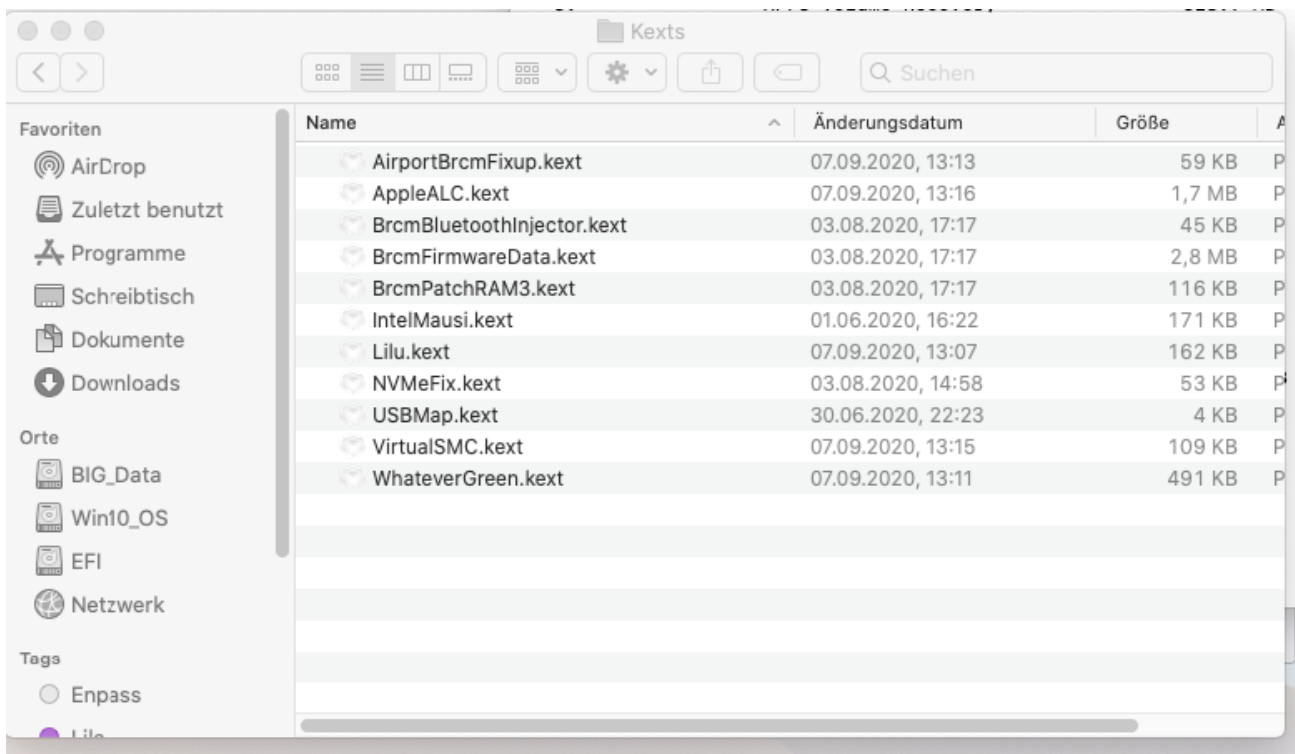 Kexts
Suchen
Favoriten
AirDrop
Zuletzt benutzt
Programme
Schreibtisch
Dokumente
Downloads
Orte
BIG_Data
Win10_OS
EFI
Netzwerk
Tags
Enpass
Name Änderungsdatum Größe
AirportBrcmFixup.kext 07.09.2020, 13:13 59 KB P
AppleALC.kext 07.09.2020, 13:16 1,7 MB P
BrcmBluetoothInjector.kext 03.08.2020, 17:17 45 KB P
BrcmFirmwareData.kext 03.08.2020, 17:17 2,8 MB P
BrcmPatchRAM3.kext 03.08.2020, 17:17 116 KB P
IntelMausi.kext 01.06.2020, 16:22 171 KB P
Lilu.kext 07.09.2020, 13:07 162 KB P
NVMeFix.kext 03.08.2020, 14:58 53 KB P
USBMap.kext 30.06.2020, 22:23 4 KB P
VirtualSMC.kext 07.09.2020, 13:15 109 KB P
WhateverGreen.kext 07.09.2020, 13:11 491 KB P